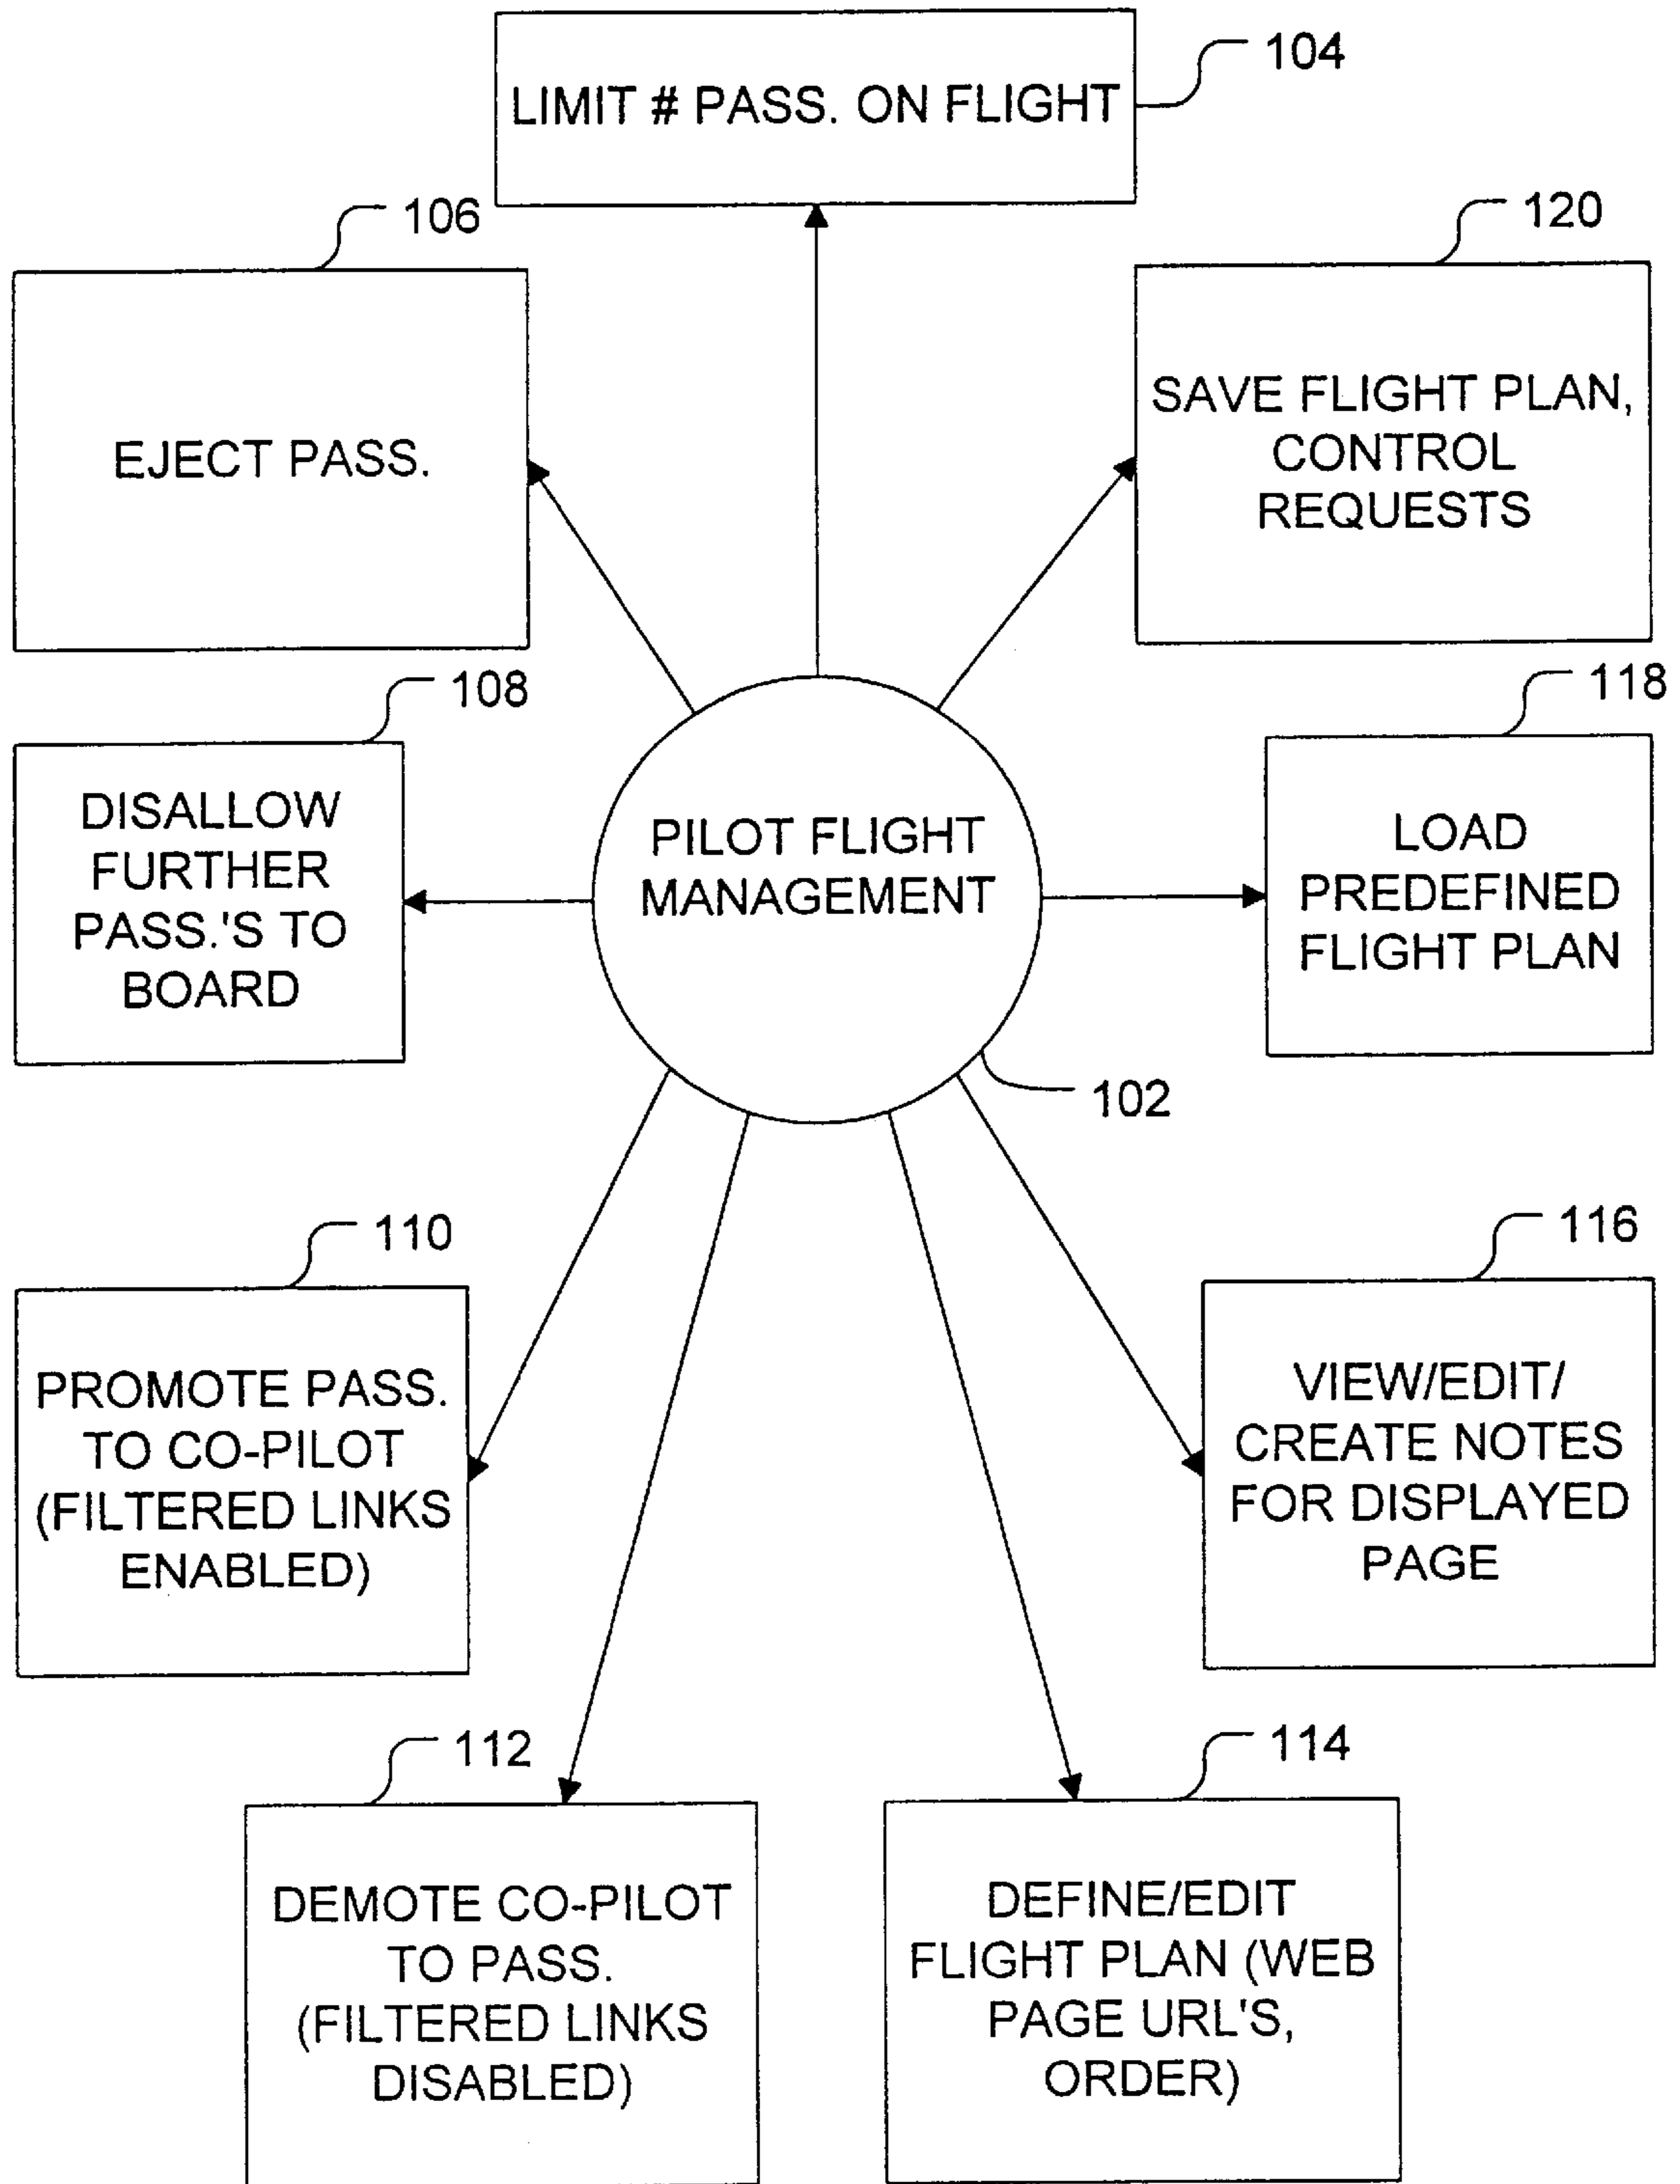 104
LIMIT # PASS. ON FLIGHT
106
120
EJECT PASS.
SAVE FLIGHT PLAN,
CONTROL
REQUESTS
108
118
DISALLOW
FURTHER
PASS.'S TO
BOARD
PILOT FLIGHT
MANAGEMENT
LOAD
PREDEFINED
FLIGHT PLAN
102
110
116
PROMOTE PASS.
TO CO-PILOT
(FILTERED LINKS
ENABLED)
VIEW/EDIT/
CREATE NOTES
FOR DISPLAYED
PAGE
112
114
DEMOTE CO-PILOT
TO PASS.
(FILTERED LINKS
DISABLED)
DEFINE/EDIT
FLIGHT PLAN (WEB
PAGE URL'S,
ORDER)